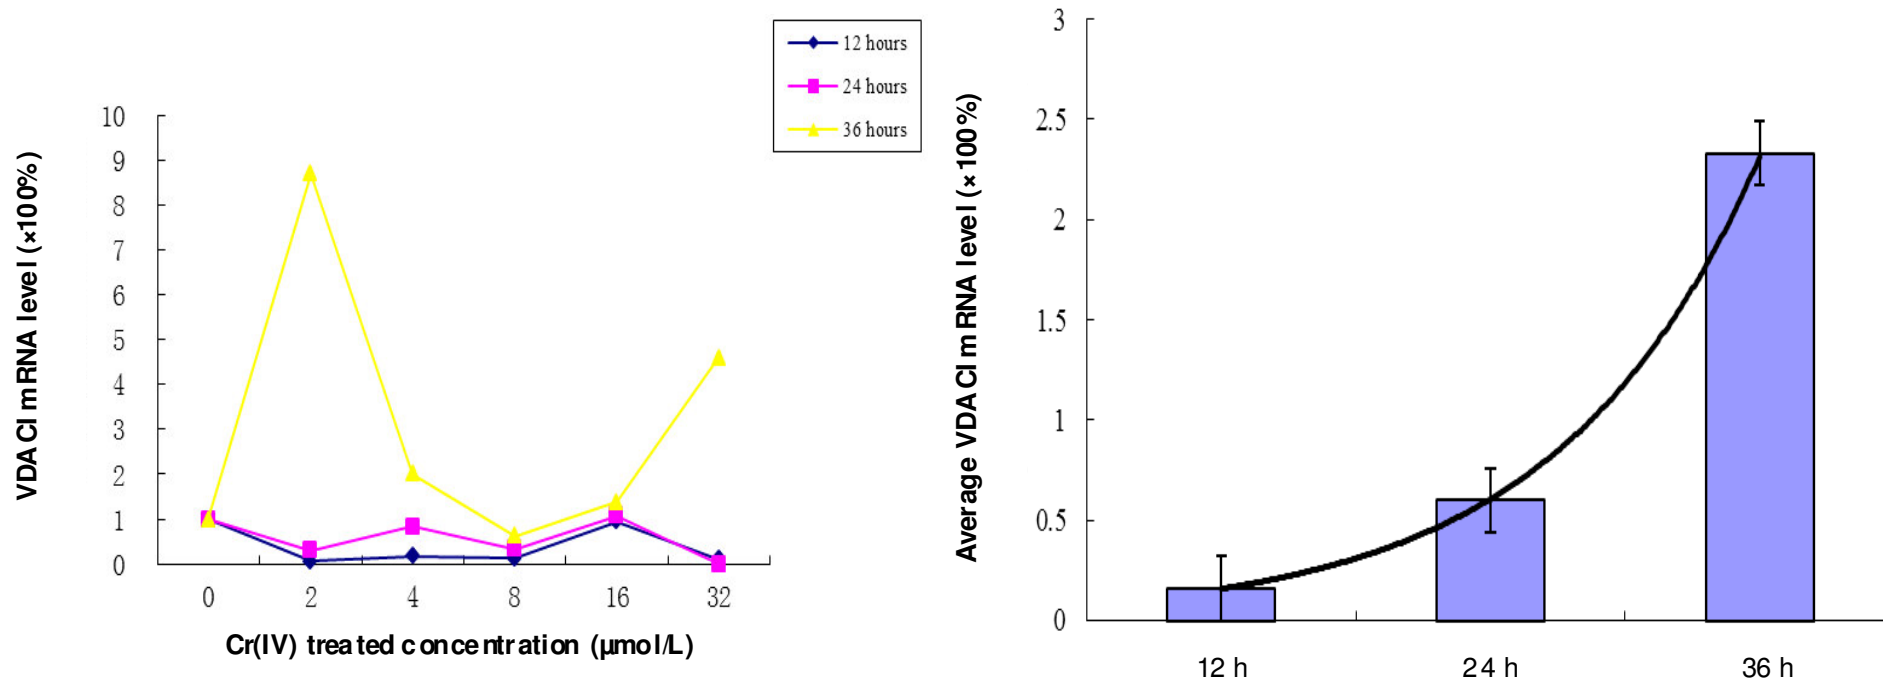 12 hours
24 hours
36 hours
VDACl mRNA level (×100%)
10
9
8
7
6
5
4
3
2
1
0
0 2 4 8 16 32
Cr(IV) treated concentration (μmol/L)
Average VDACl mRNA level (×100%)
3
2.5
2
1.5
1
0.5
0
12 h 24 h 36 h